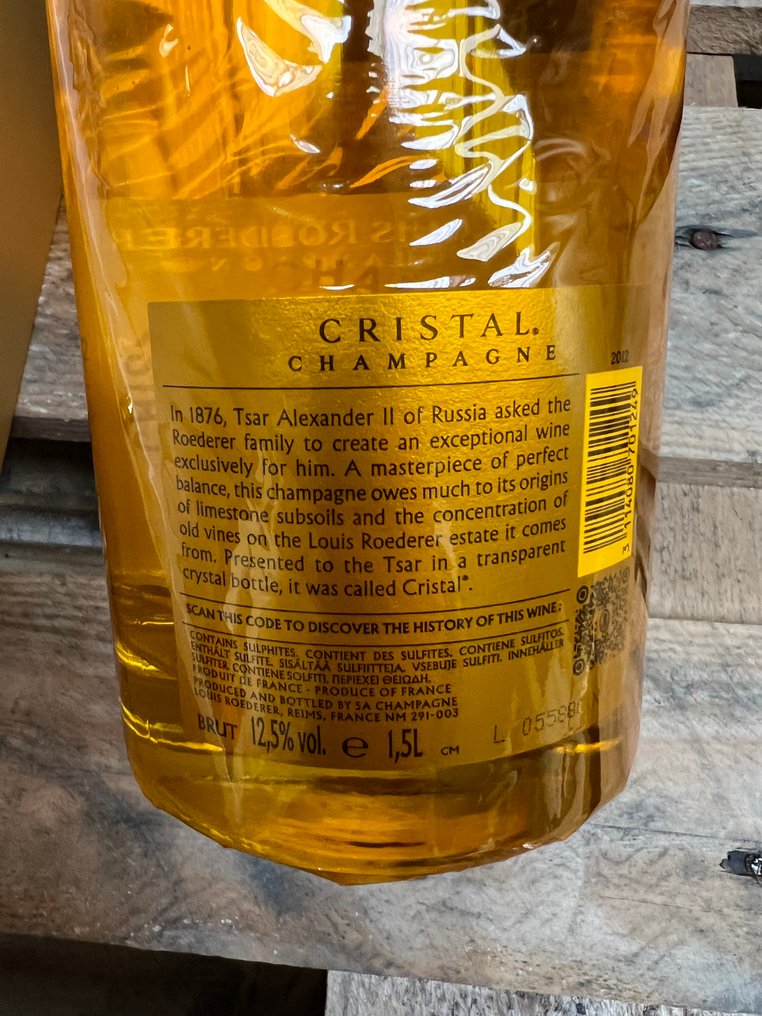 CRISTAL®
CHAMPAGNE
2012
In 1876, Tsar Alexander II of Russia asked the
Roederer family to create an exceptional wine
exclusively for him. A masterpiece of perfect
balance, this champagne owes much to its origins
of limestone subsoils and the concentration of
old vines on the Louis Roederer estate it comes
from. Presented to the Tsar in a transparent
crystal bottle, it was called Cristal®.
3 114080 701249
SCAN THIS CODE TO DISCOVER THE HISTORY OF THIS WINE:
CONTAINS SULPHITES. CONTIENT DES SULFITES. CONTIENE SULFITOS.
ENTHÄLT SULFITE. SISÄLTÄÄ SULFIITTEJA. VSEBUJE SULFITI. INNEHÅLLER
SULFITER. CONTIENE SOLFITI. ΠΕΡΙΕΧΕΙ ΘΕΙΩΔΗ.
PRODUIT DE FRANCE - PRODUCE OF FRANCE
PRODUCED AND BOTTLED BY SA CHAMPAGNE
LOUIS ROEDERER, REIMS, FRANCE NM 291-003
BRUT 12,5% vol. e 1,5L CM
L 055880